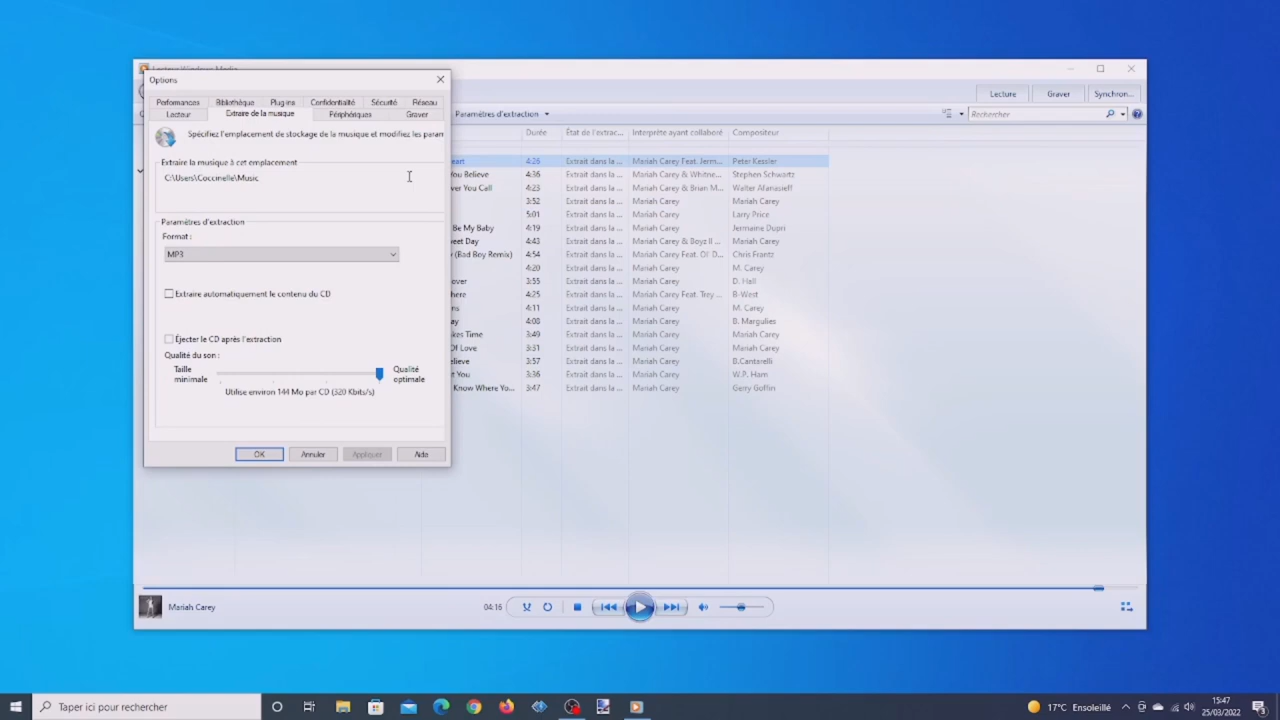 Lecteur Windows Media
Options
Performances Bibliothèque Plug-ins Confidentialité Sécurité Réseau
Lecteur Extraire de la musique Périphériques Graver
Spécifiez l'emplacement de stockage de la musique et modifiez les param
Extraire la musique à cet emplacement
C:\Users\Coccinelle\Music
Paramètres d'extraction
Format :
MP3
Extraire automatiquement le contenu du CD
Éjecter le CD après l'extraction
Qualité du son :
Taille minimale
Qualité optimale
Utilise environ 144 Mo par CD (320 Kbits/s)
OK Annuler Appliquer Aide
Lecture Graver Synchron...
Paramètres d'extraction Rechercher
Durée État de l'extrac... Interprète ayant collaboré Compositeur
eart 4:26 Extrait dans la ... Mariah Carey Feat. Jerm... Peter Kessler
You Believe 4:36 Extrait dans la ... Mariah Carey & Whitne... Stephen Schwartz
ver You Call 4:23 Extrait dans la ... Mariah Carey & Brian M... Walter Afanasieff
3:52 Extrait dans la ... Mariah Carey Mariah Carey
5:01 Extrait dans la ... Mariah Carey Larry Price
Be My Baby 4:19 Extrait dans la ... Mariah Carey Jermaine Dupri
weet Day 4:43 Extrait dans la ... Mariah Carey & Boyz II ... Mariah Carey
y (Bad Boy Remix) 4:54 Extrait dans la ... Mariah Carey Feat. Ol' D... Chris Frantz
4:20 Extrait dans la ... Mariah Carey M. Carey
over 3:55 Extrait dans la ... Mariah Carey D. Hall
here 4:25 Extrait dans la ... Mariah Carey Feat. Trey ... B-West
ns 4:11 Extrait dans la ... Mariah Carey M. Carey
ay 4:08 Extrait dans la ... Mariah Carey B. Margulies
akes Time 3:49 Extrait dans la ... Mariah Carey Mariah Carey
Of Love 3:31 Extrait dans la ... Mariah Carey Mariah Carey
elieve 3:57 Extrait dans la ... Mariah Carey B.Cantarelli
t You 3:36 Extrait dans la ... Mariah Carey W.P. Ham
Know Where Yo... 3:47 Extrait dans la ... Mariah Carey Gerry Goffin
Mariah Carey 04:16
Taper ici pour rechercher
17°C Ensoleillé
15:47
25/03/2022